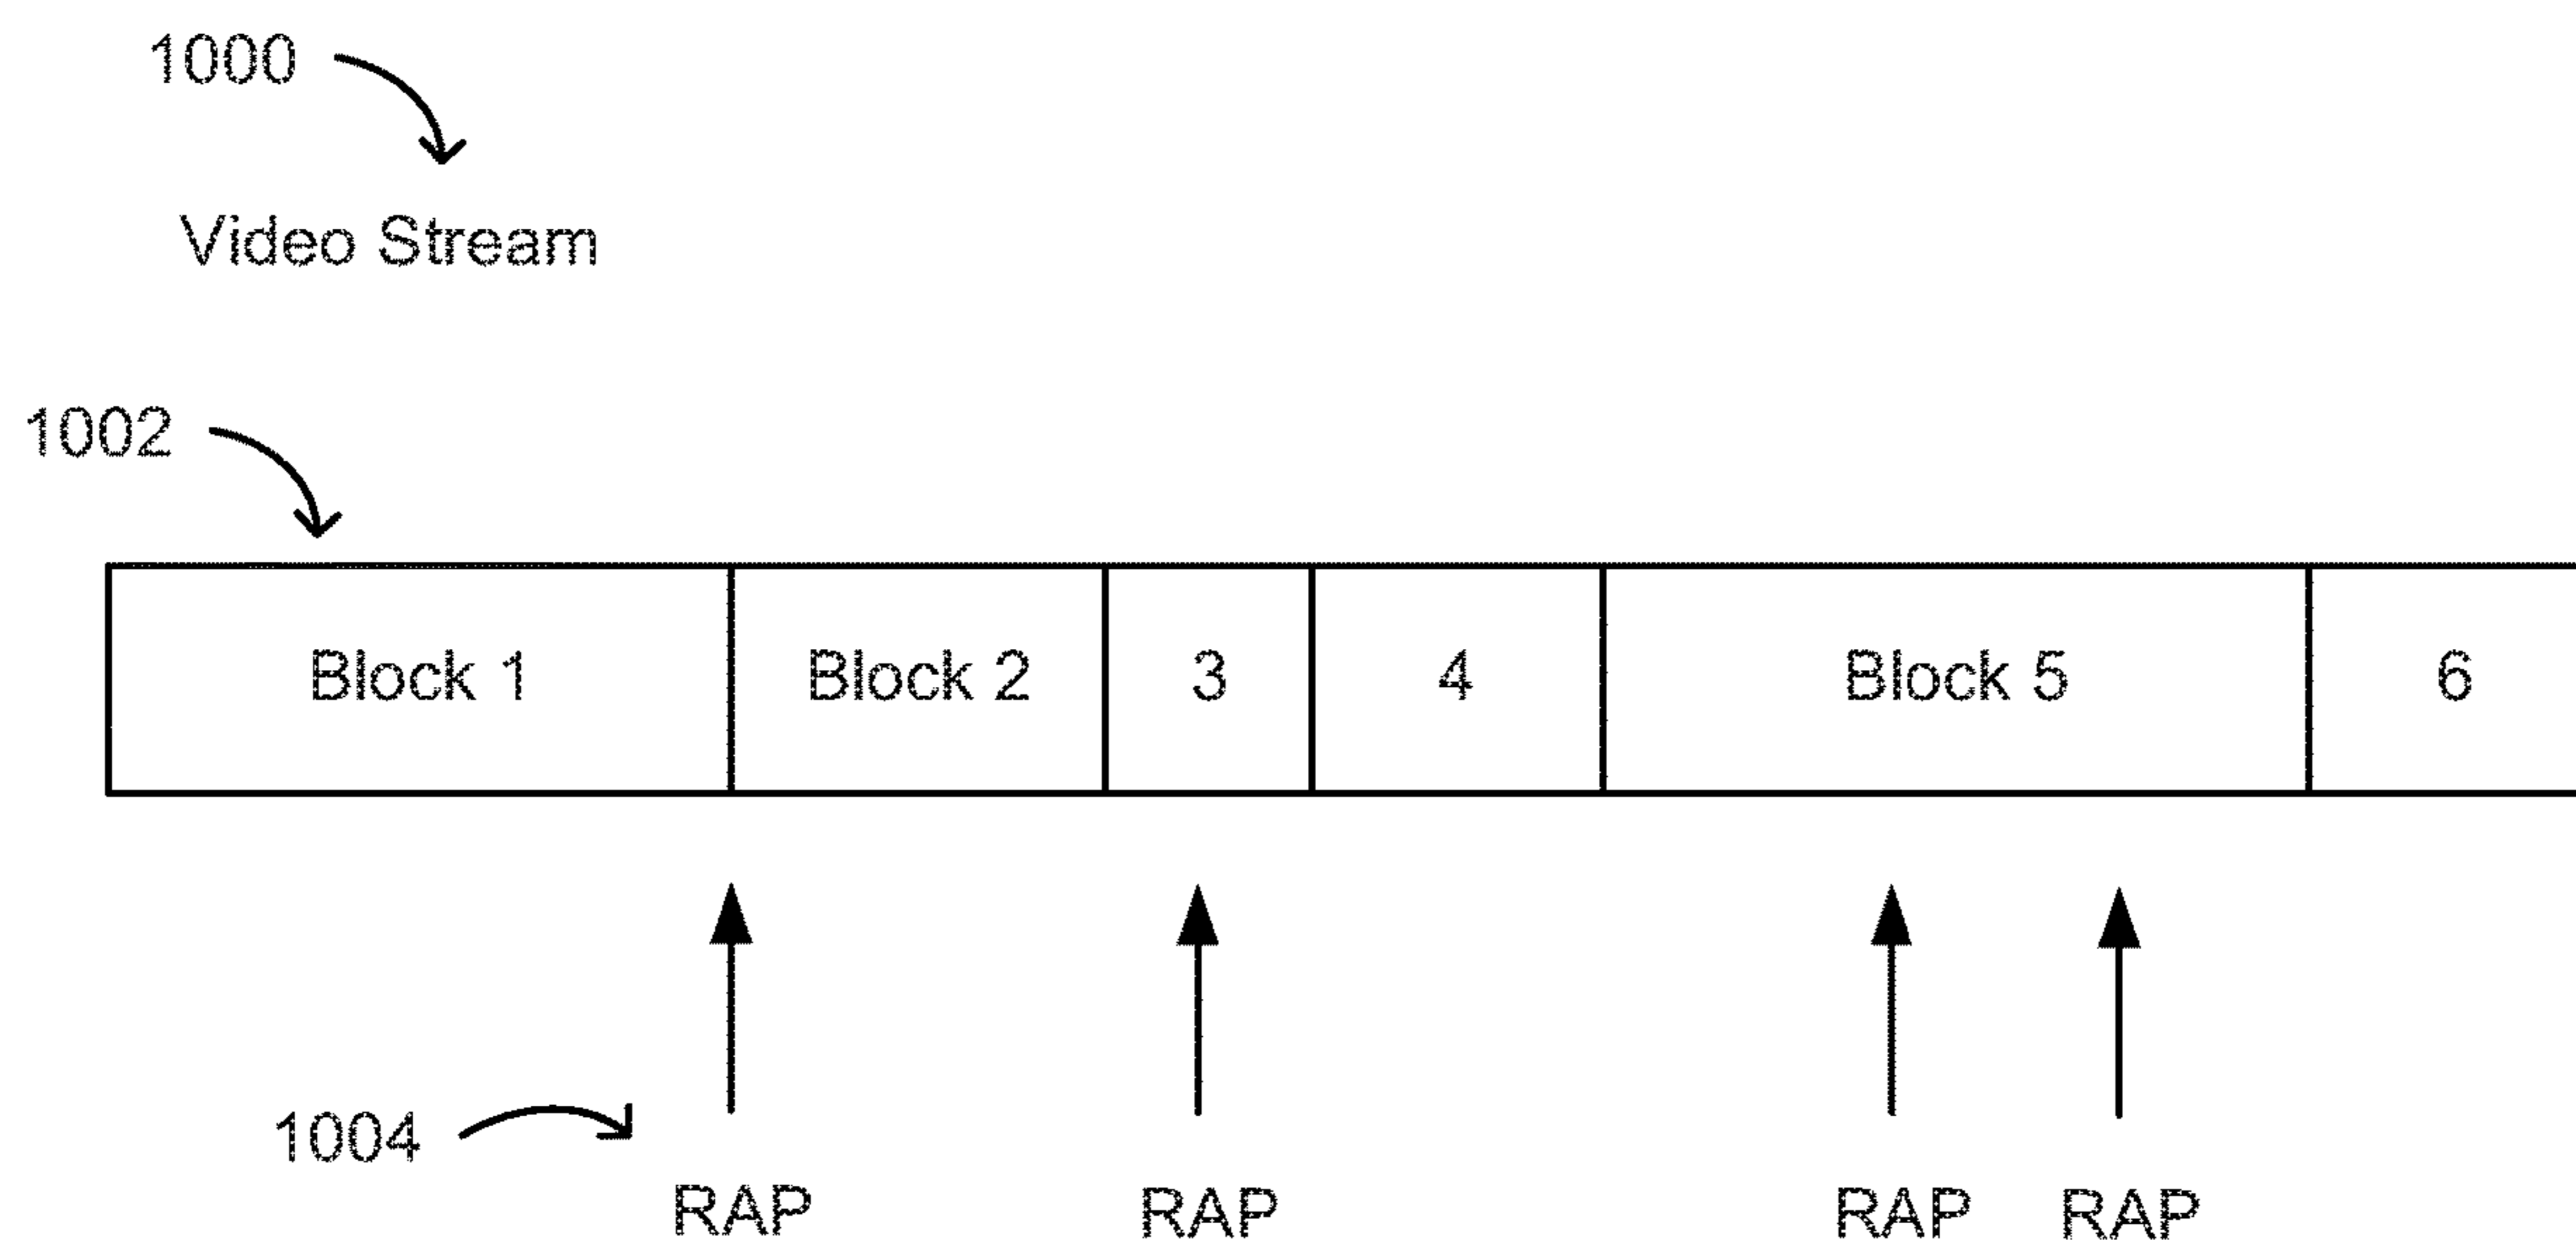 1000
Video Stream
1002
Block 1 Block 2 3 4 Block 5 6
1004
RAP RAP RAP RAP